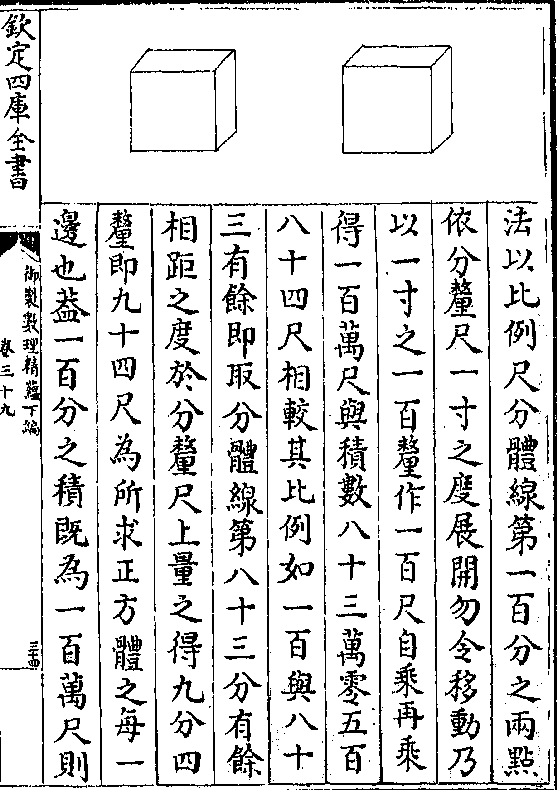 法以比例尺分體線第一百分之兩點
依分釐尺一寸之度展開勿令移動乃
以一寸之一百釐作一百尺自乘再乘
得一百萬尺與積數八十三萬零五百
八十四尺相較其比例如一百與八十
三有餘即取分體線第八十三分有餘
相距之度於分釐尺上量之得九分四
釐即九十四尺為所求正方體之每一
邊也葢一百分之積既為一百萬尺則
欽定四庫全書
御製數理精蘊下編
卷三十九
三十四